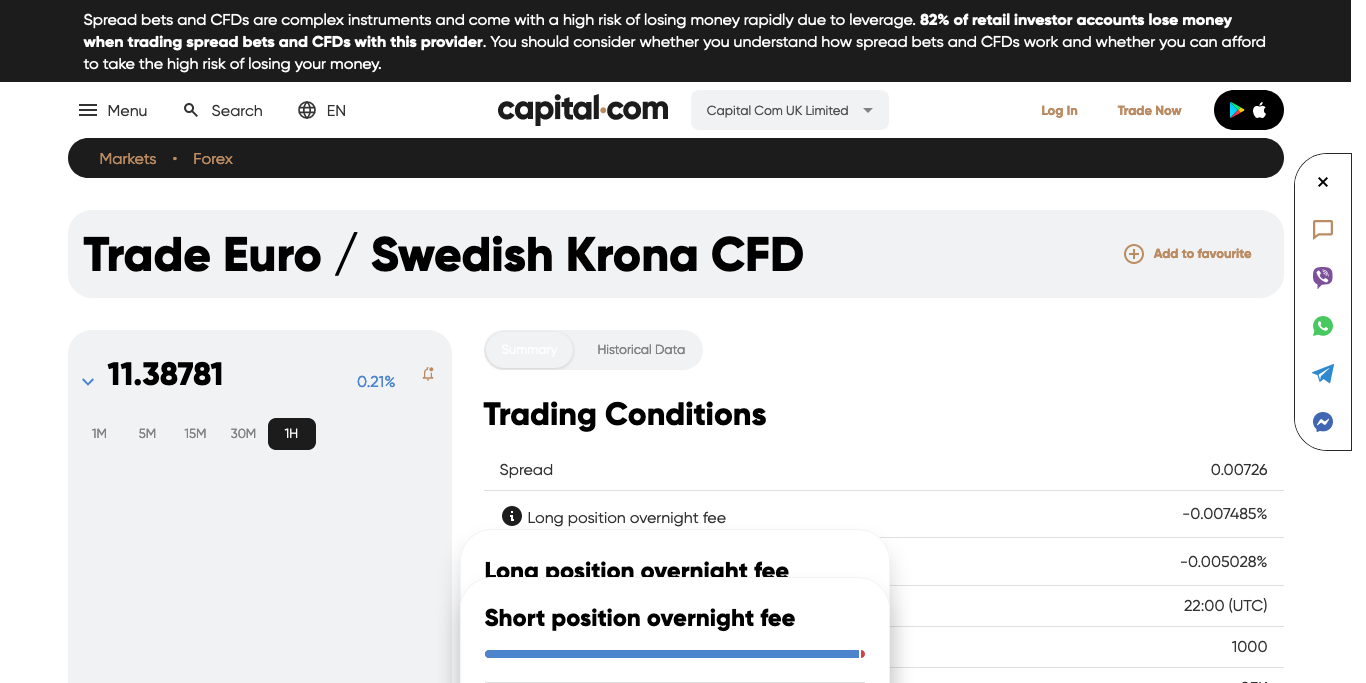 Spread bets and CFDs are complex instruments and come with a high risk of losing money rapidly due to leverage. 82% of retail investor accounts lose money
when trading spread bets and CFDs with this provider. You should consider whether you understand how spread bets and CFDs work and whether you can afford
to take the high risk of losing your money.
Menu Search EN capital.com Capital Com UK Limited Log In Trade Now
Markets • Forex
Trade Euro / Swedish Krona CFD Add to favourite
11.38781 0.21%
1M 5M 15M 30M 1H
Summary Historical Data
Trading Conditions
Spread 0.00726
Long position overnight fee -0.007485%
-0.005028%
Long position overnight fee
22:00 (UTC)
Short position overnight fee
1000